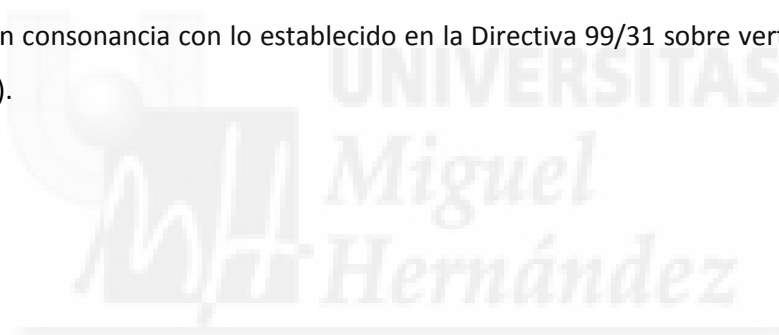 n consonancia con lo establecido en la Directiva 99/31 sobre vert
).
UNIVERSITAS
Miguel
Hernández